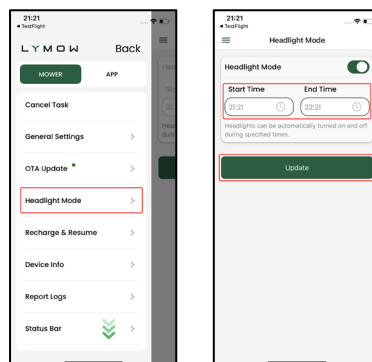 21:21
TestFlight
LYMOW
Back
MOWER
APP
Cancel Task
General Settings
OTA Update
Headlight Mode
Recharge & Resume
Device Info
Report Logs
Status Bar
21:21
TestFlight
Headlight Mode
Headlight Mode
Start Time
End Time
21:21
22:21
Headlights can be automatically turned on and off
during specified times.
Update